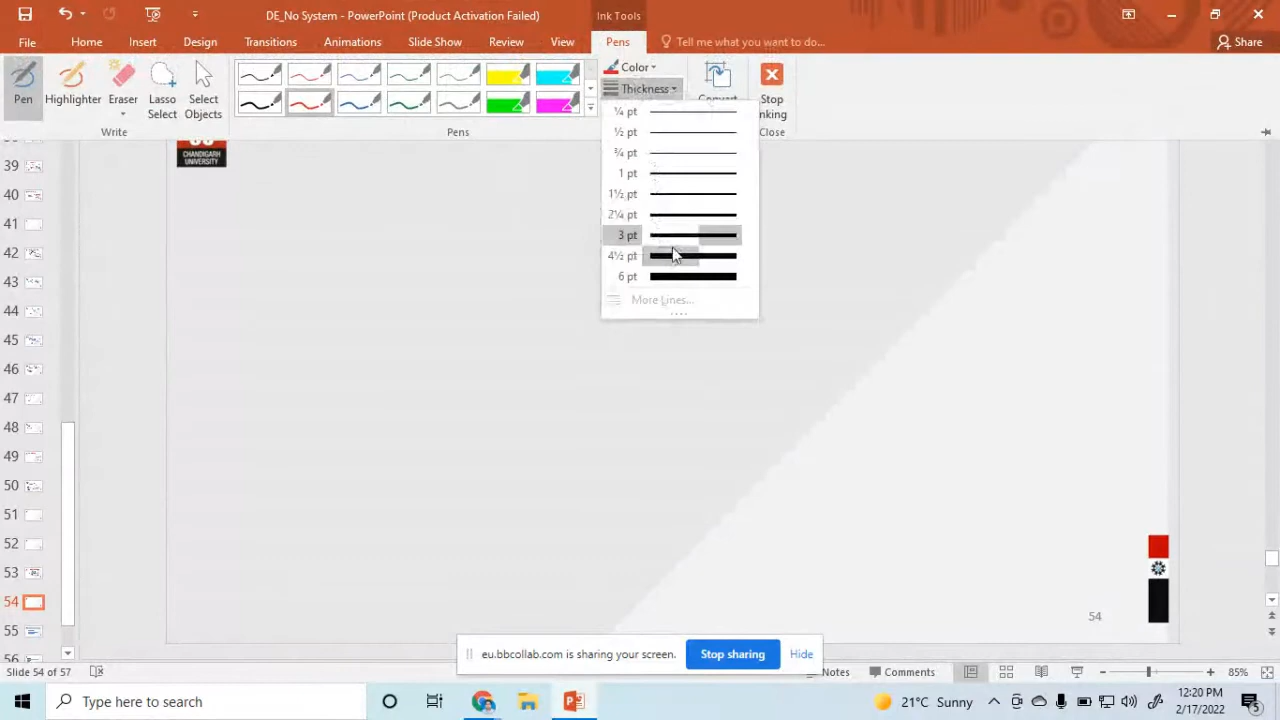 DE_No System - PowerPoint (Product Activation Failed)
Ink Tools
File
Home
Insert
Design
Transitions
Animations
Slide Show
Review
View
Pens
Tell me what you want to do...
Share
Pen
Highlighter
Eraser
Lasso
Select
Select
Objects
Color
Thickness
Convert
Stop
Inking
Write
Pens
Close
¼ pt
½ pt
¾ pt
1 pt
1½ pt
2¼ pt
3 pt
4½ pt
6 pt
More Lines...
CHANDIGARH
UNIVERSITY
39
40
41
42
43
44
45
46
47
48
49
50
51
52
53
54
55
56
54
eu.bbcollab.com is sharing your screen.
Stop sharing
Hide
Slide 54 of 57
Notes
Comments
85%
Type here to search
21°C Sunny
12:20 PM
2/17/2022
5